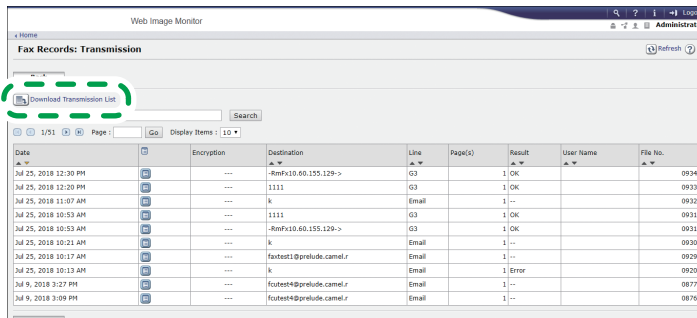 Web Image Monitor
Home
Administrat
Fax Records: Transmission
Refresh
Download Transmission List
Search
1/51 Page : Go Display Items : 10
Date Encryption Destination Line Page(s) Result User Name File No.
Jul 25, 2018 12:30 PM --- -RmFx10.60.155.129-> G3 1 OK 0934
Jul 25, 2018 12:20 PM --- 1111 G3 1 OK 0933
Jul 25, 2018 11:07 AM --- k Email 1 -- 0932
Jul 25, 2018 10:53 AM --- 1111 G3 1 OK 0931
Jul 25, 2018 10:53 AM --- -RmFx10.60.155.129-> G3 1 OK 0931
Jul 25, 2018 10:21 AM --- k Email 1 -- 0930
Jul 25, 2018 10:17 AM --- faxtest1@prelude.camel.r Email 1 -- 0929
Jul 25, 2018 10:13 AM --- k Email 1 Error 0920
Jul 9, 2018 3:27 PM --- fcutest4@prelude.camel.r Email 1 -- 0877
Jul 9, 2018 3:09 PM --- fcutest4@prelude.camel.r Email 1 -- 0876